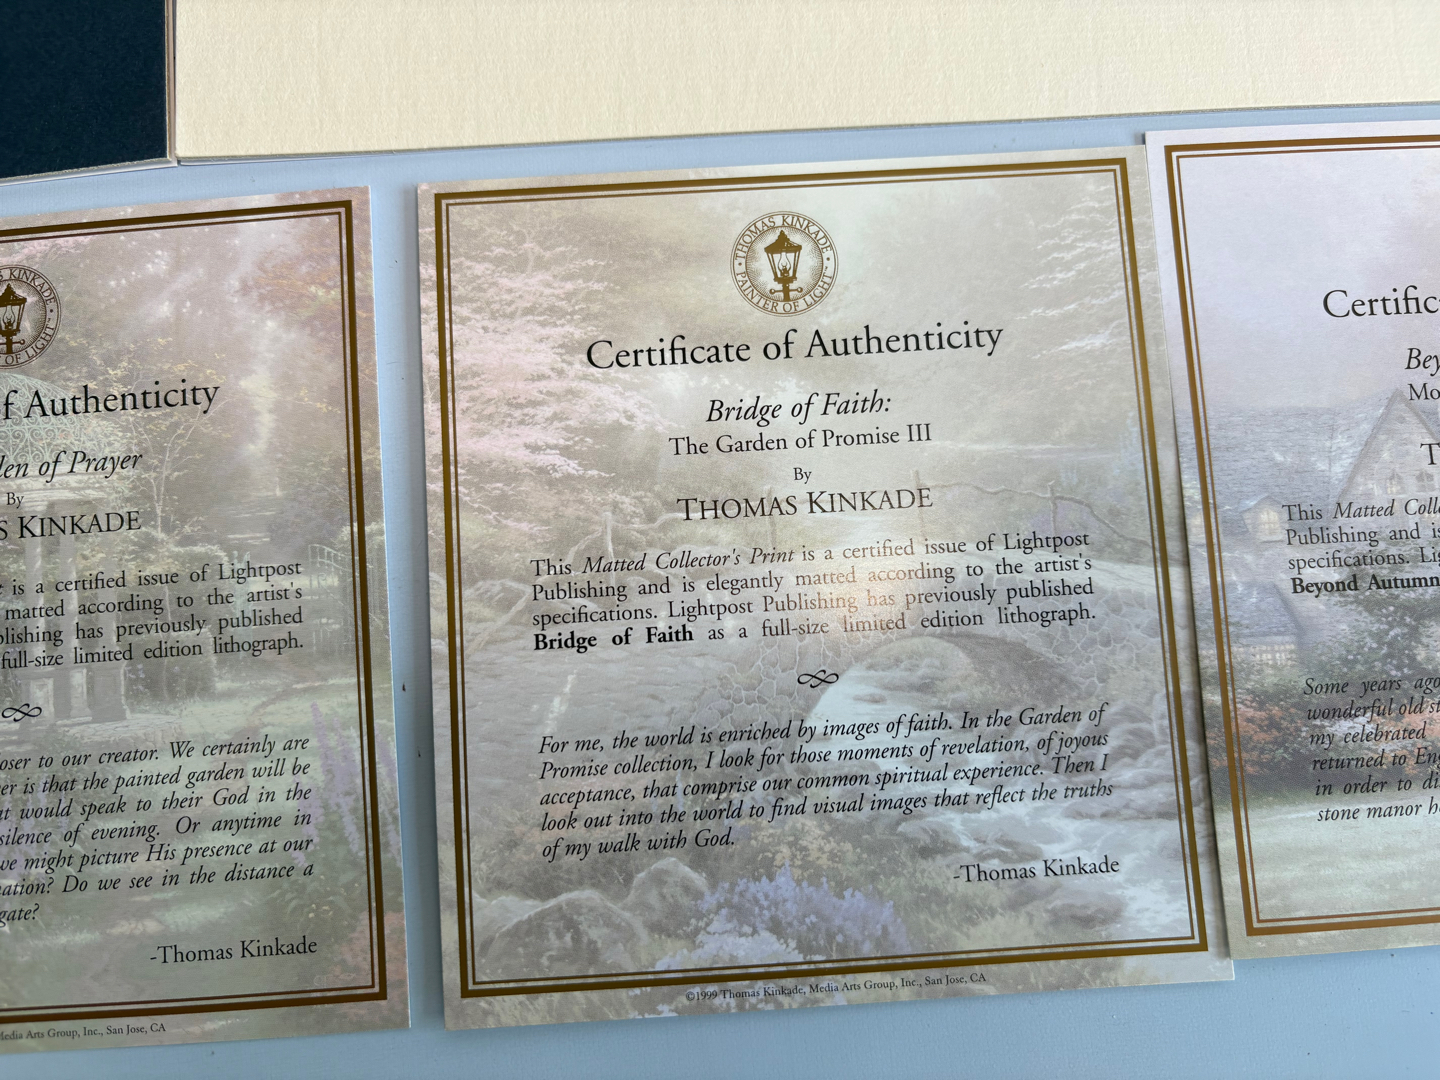 S KINKADE
OF LIGHT™
f Authenticity
en of Prayer
By
S KINKADE
is a certified issue of Lightpost
matted according to the artist's
blishing has previously published
full-size limited edition lithograph.
oser to our creator. We certainly are
er is that the painted garden will be
at would speak to their God in the
silence of evening. Or anytime in
we might picture His presence at our
nation? Do we see in the distance a
gate?
-Thomas Kinkade
Media Arts Group, Inc., San Jose, CA
THOMAS KINKADE
PAINTER OF LIGHT™
Certificate of Authenticity
Bridge of Faith:
The Garden of Promise III
By
THOMAS KINKADE
This Matted Collector's Print is a certified issue of Lightpost
Publishing and is elegantly matted according to the artist's
specifications. Lightpost Publishing has previously published
Bridge of Faith as a full-size limited edition lithograph.
For me, the world is enriched by images of faith. In the Garden of
Promise collection, I look for those moments of revelation, of joyous
acceptance, that comprise our common spiritual experience. Then I
look out into the world to find visual images that reflect the truths
of my walk with God.
-Thomas Kinkade
©1999 Thomas Kinkade, Media Arts Group, Inc., San Jose, CA
Certific
Bey
Mo
T
This Matted Colle
Publishing and is
specifications. Lig
Beyond Autumn
Some years ago
wonderful old st
my celebrated
returned to Eng
in order to di
stone manor h